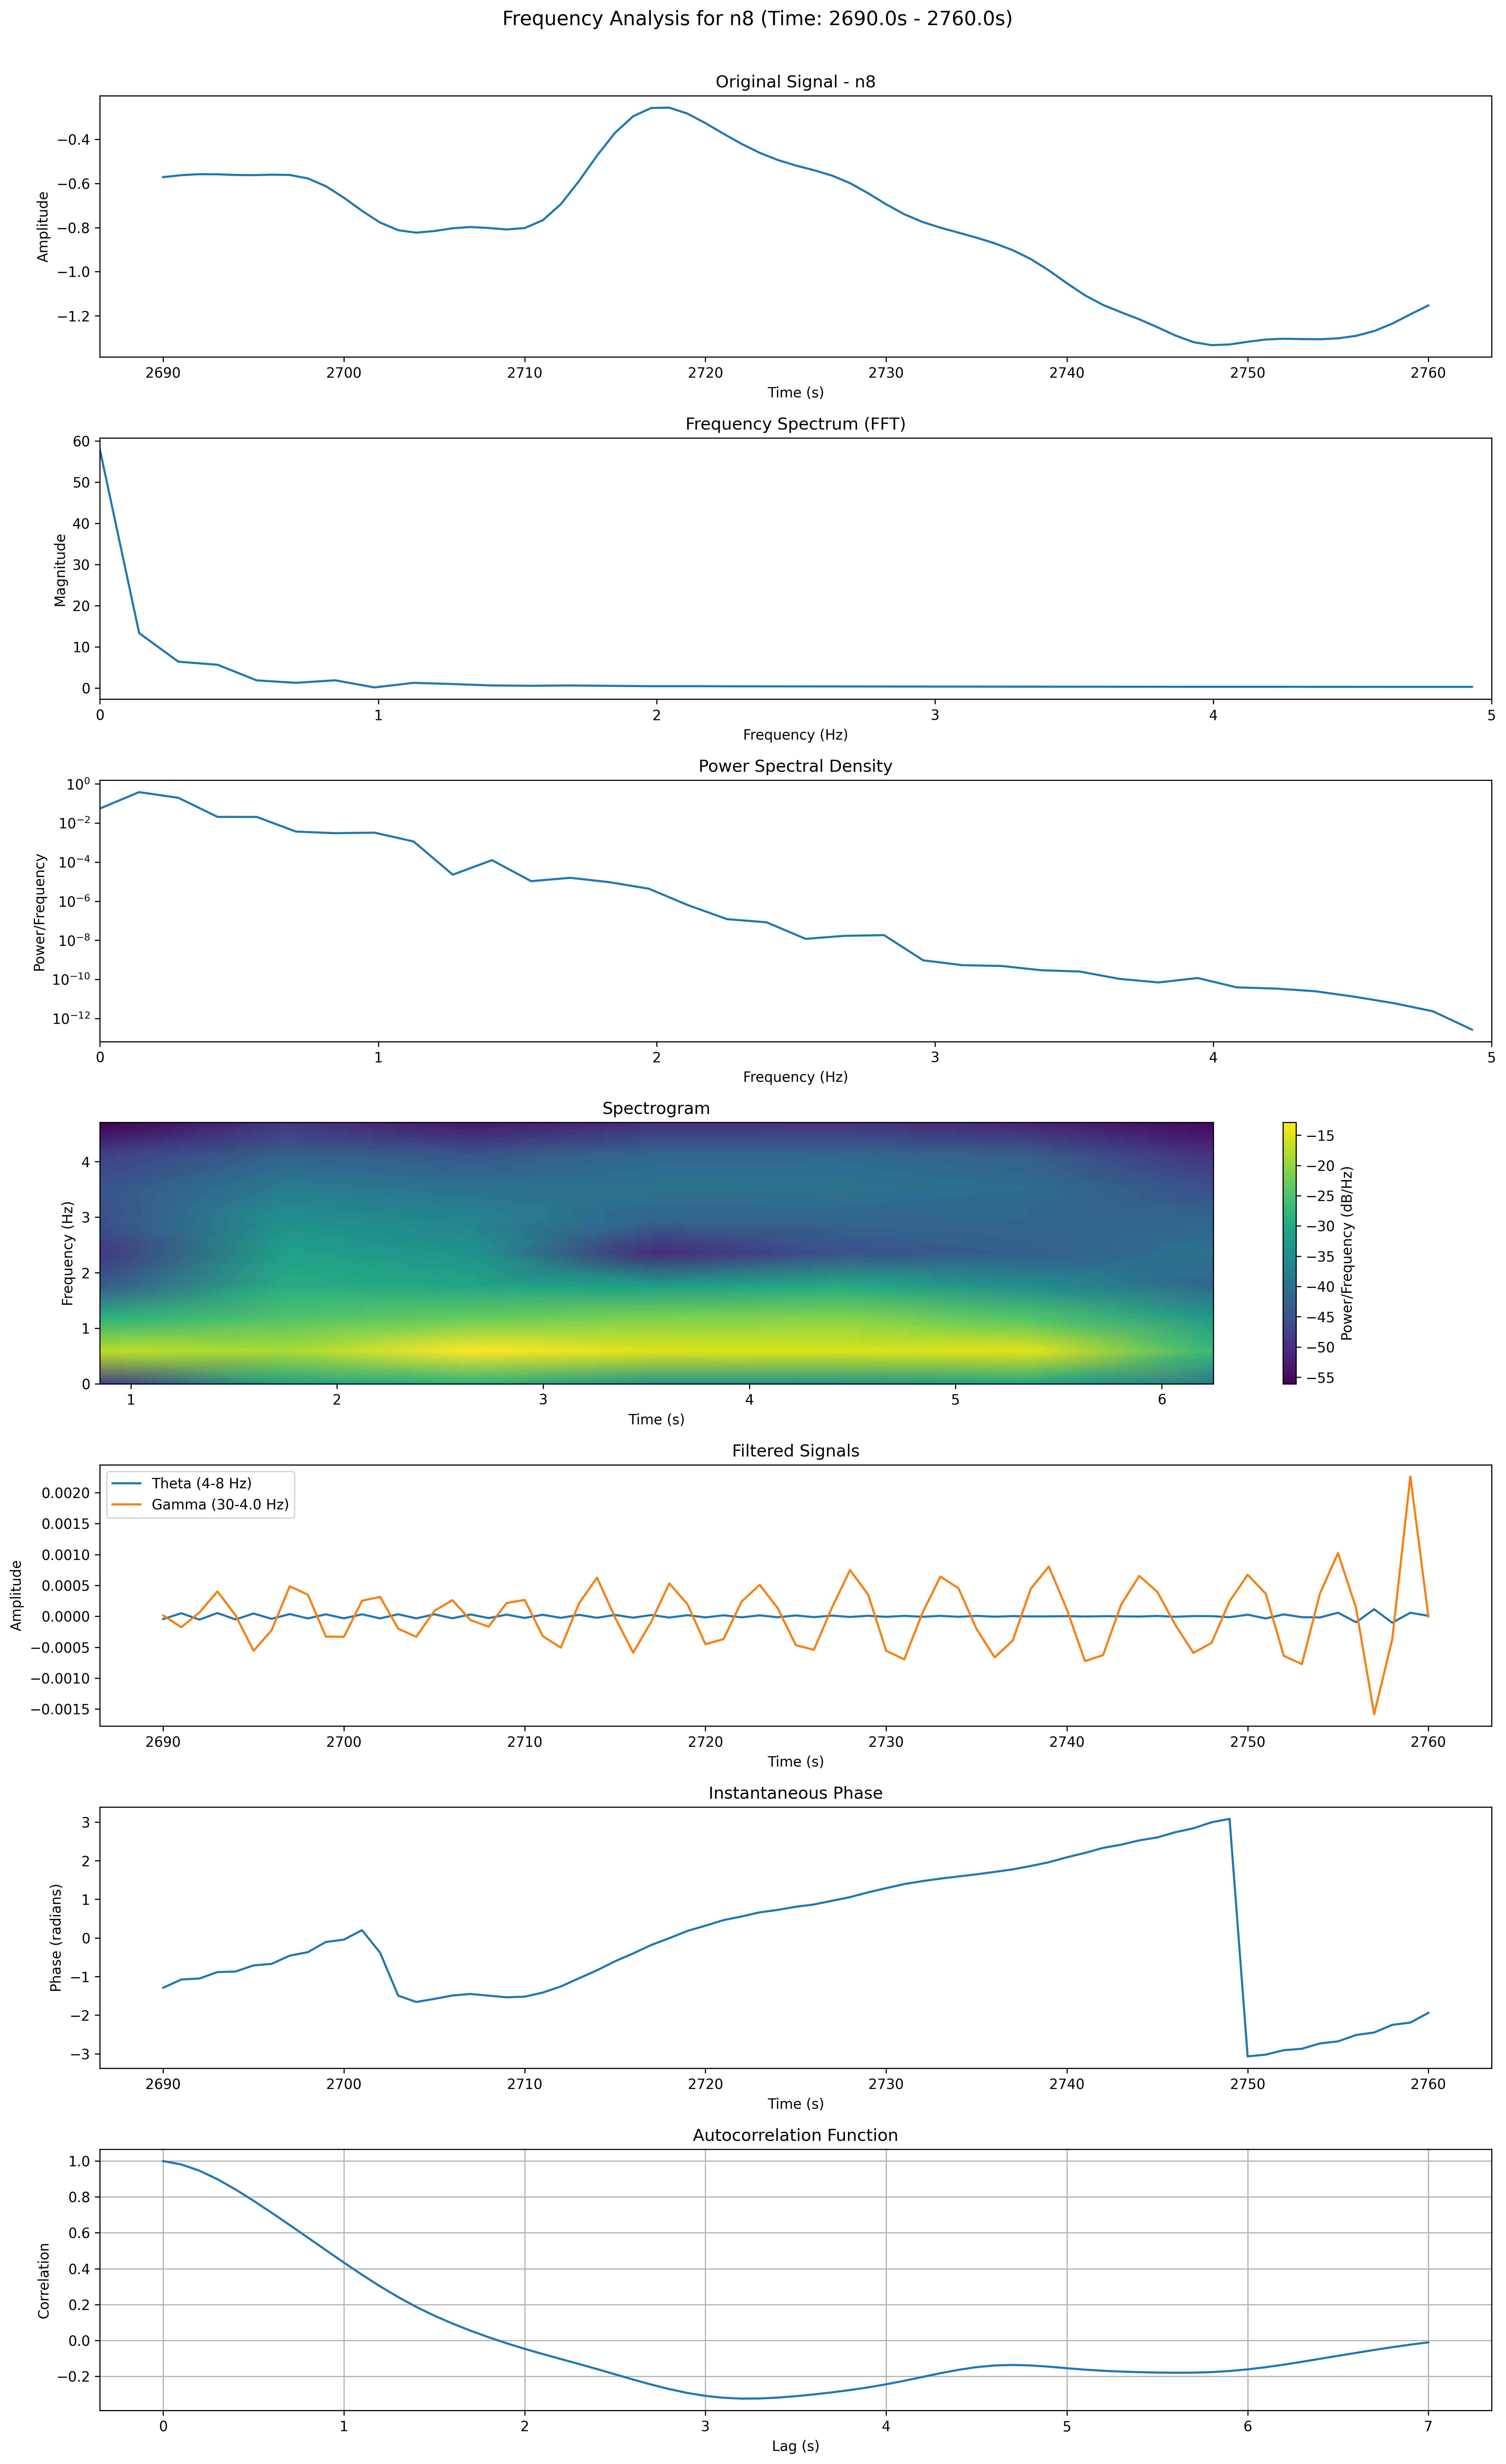 Frequency Analysis for n8 (Time: 2690.0s - 2760.0s)
Original Signal - n8
Amplitude
−0.4
−0.6
−0.8
−1.0
−1.2
2690 2700 2710 2720 2730 2740 2750 2760
Time (s)
Frequency Spectrum (FFT)
Magnitude
60
50
40
30
20
10
0
0 1 2 3 4 5
Frequency (Hz)
Power Spectral Density
Power/Frequency
10⁰
10⁻²
10⁻⁴
10⁻⁶
10⁻⁸
10⁻¹⁰
10⁻¹²
0 1 2 3 4 5
Frequency (Hz)
Spectrogram
Frequency (Hz)
4
3
2
1
0
1 2 3 4 5 6
Time (s)
−15
−20
−25
−30
−35
−40
−45
−50
−55
Power/Frequency (dB/Hz)
Filtered Signals
Theta (4-8 Hz)
Gamma (30-4.0 Hz)
Amplitude
0.0020
0.0015
0.0010
0.0005
0.0000
−0.0005
−0.0010
−0.0015
2690 2700 2710 2720 2730 2740 2750 2760
Time (s)
Instantaneous Phase
Phase (radians)
3
2
1
0
−1
−2
−3
2690 2700 2710 2720 2730 2740 2750 2760
Time (s)
Autocorrelation Function
Correlation
1.0
0.8
0.6
0.4
0.2
0.0
−0.2
0 1 2 3 4 5 6 7
Lag (s)